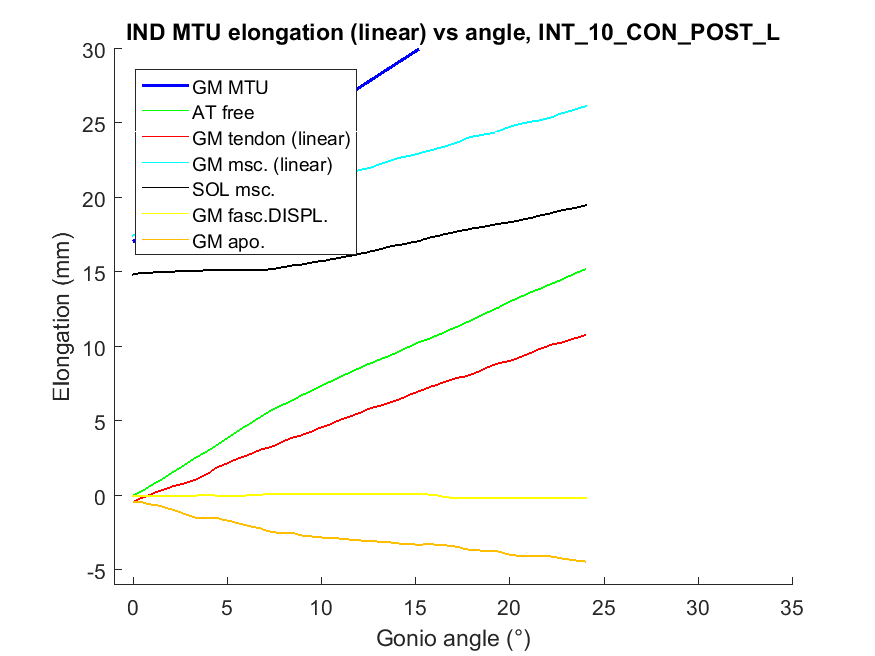 IND MTU elongation (linear) vs angle, INT_10_CON_POST_L
30
25
20
15
10
5
0
-5
Elongation (mm)
GM MTU
AT free
GM tendon (linear)
GM msc. (linear)
SOL msc.
GM fasc.DISPL.
GM apo.
0 5 10 15 20 25 30 35
Gonio angle (°)